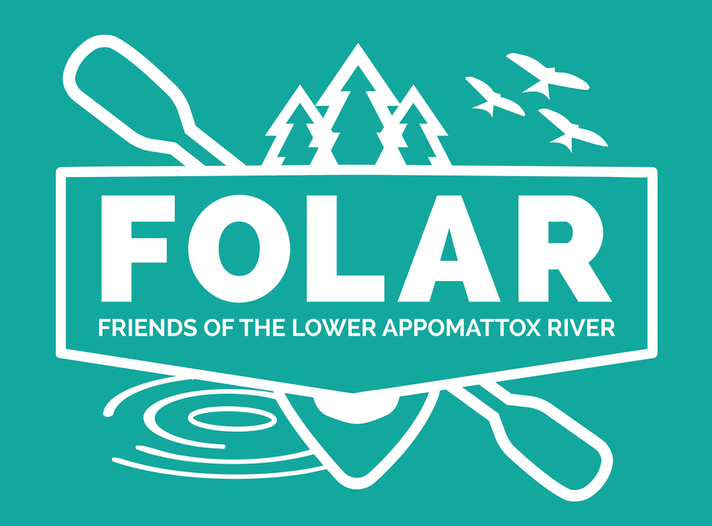 FOLAR
FRIENDS OF THE LOWER APPOMATTOX RIVER